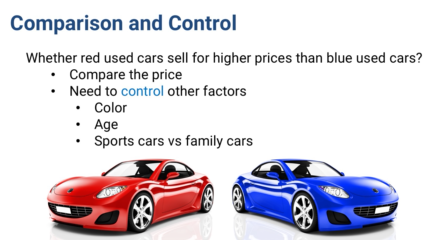 Comparison and Control
Whether red used cars sell for higher prices than blue used cars?
• Compare the price
• Need to control other factors
• Color
• Age
• Sports cars vs family cars